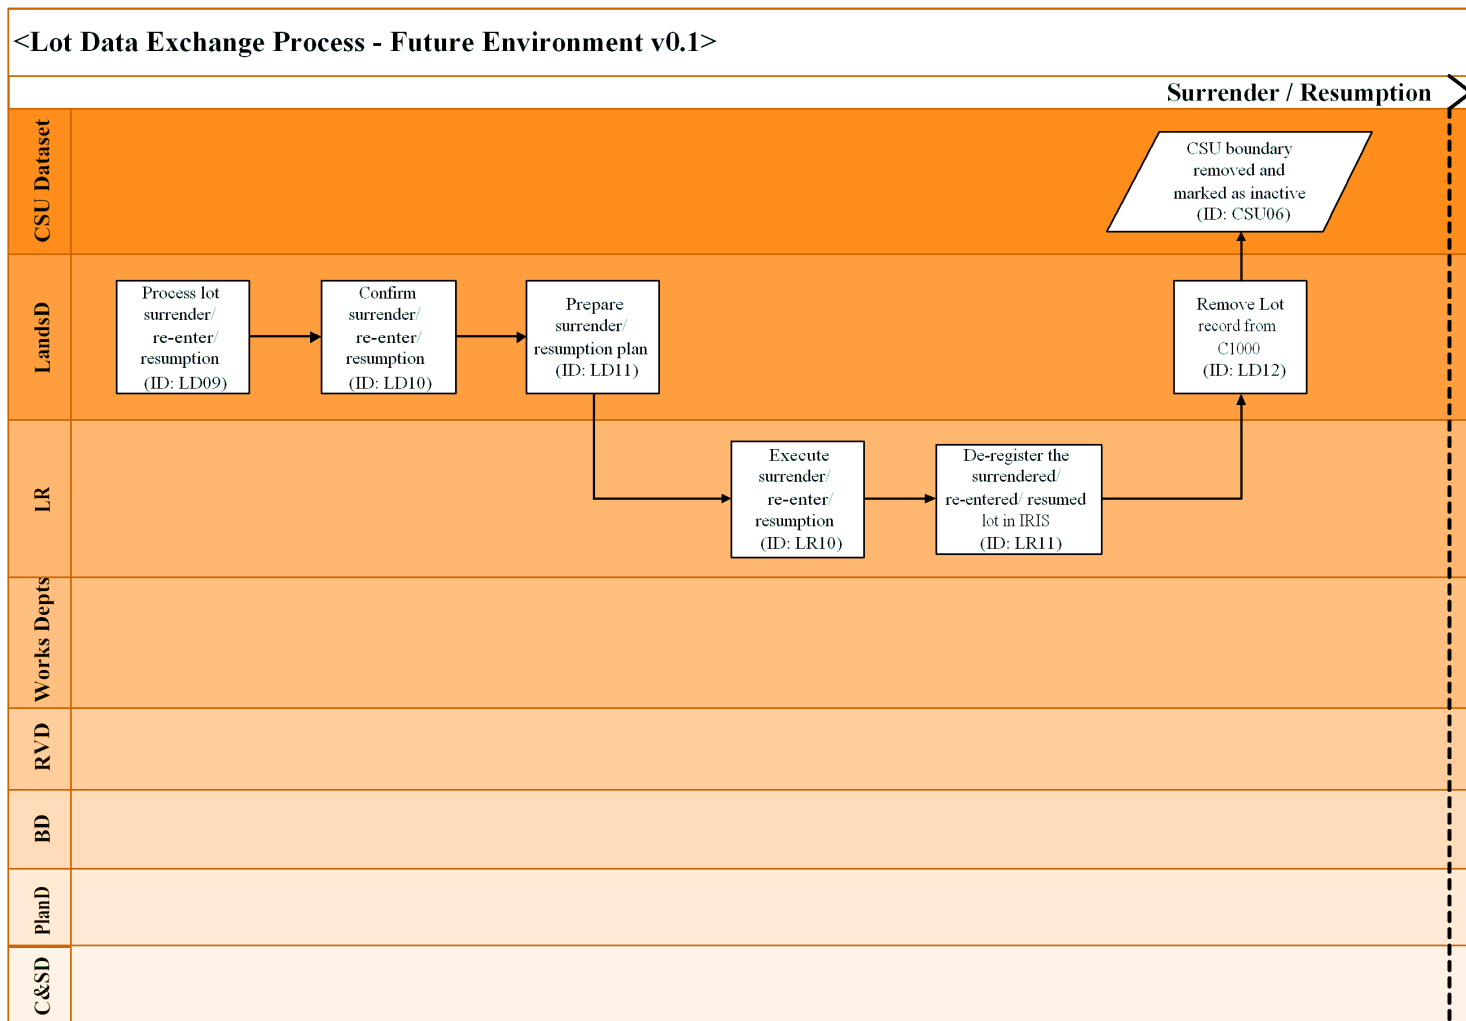 <Lot Data Exchange Process - Future Environment v0.1>
Surrender / Resumption
CSU Dataset
CSU boundary
removed and
marked as inactive
(ID: CSU06)
LandsD
Process lot
surrender/
re-enter/
resumption
(ID: LD09)
Confirm
surrender/
re-enter/
resumption
(ID: LD10)
Prepare
surrender/
resumption plan
(ID: LD11)
Remove Lot
record from
C1000
(ID: LD12)
LR
Execute
surrender/
re-enter/
resumption
(ID: LR10)
De-register the
surrendered/
re-entered/ resumed
lot in IRIS
(ID: LR11)
Works Depts
RVD
BD
PlanD
C&SD